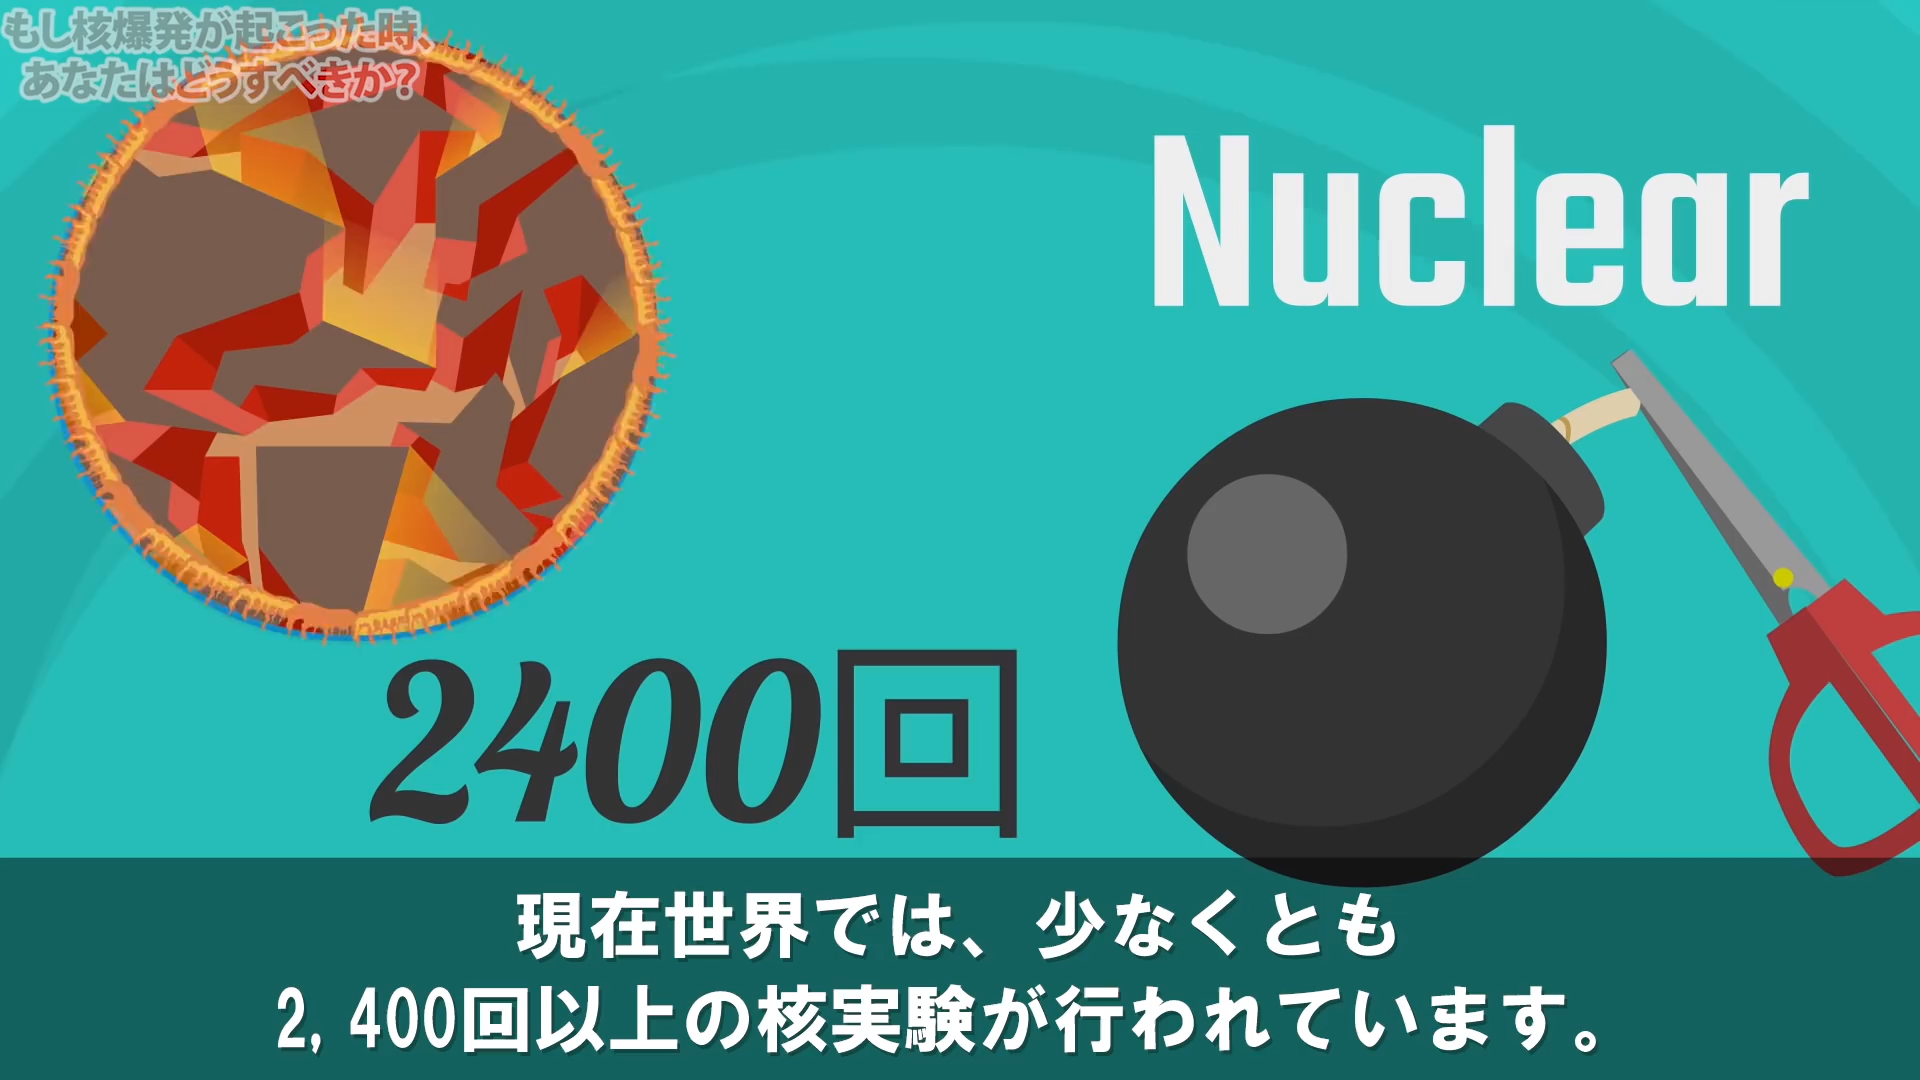 もし核爆発が起こった時、
あなたはどうすべきか?
Nuclear
2400回
現在世界では、少なくとも
2,400回以上の核実験が行われています。